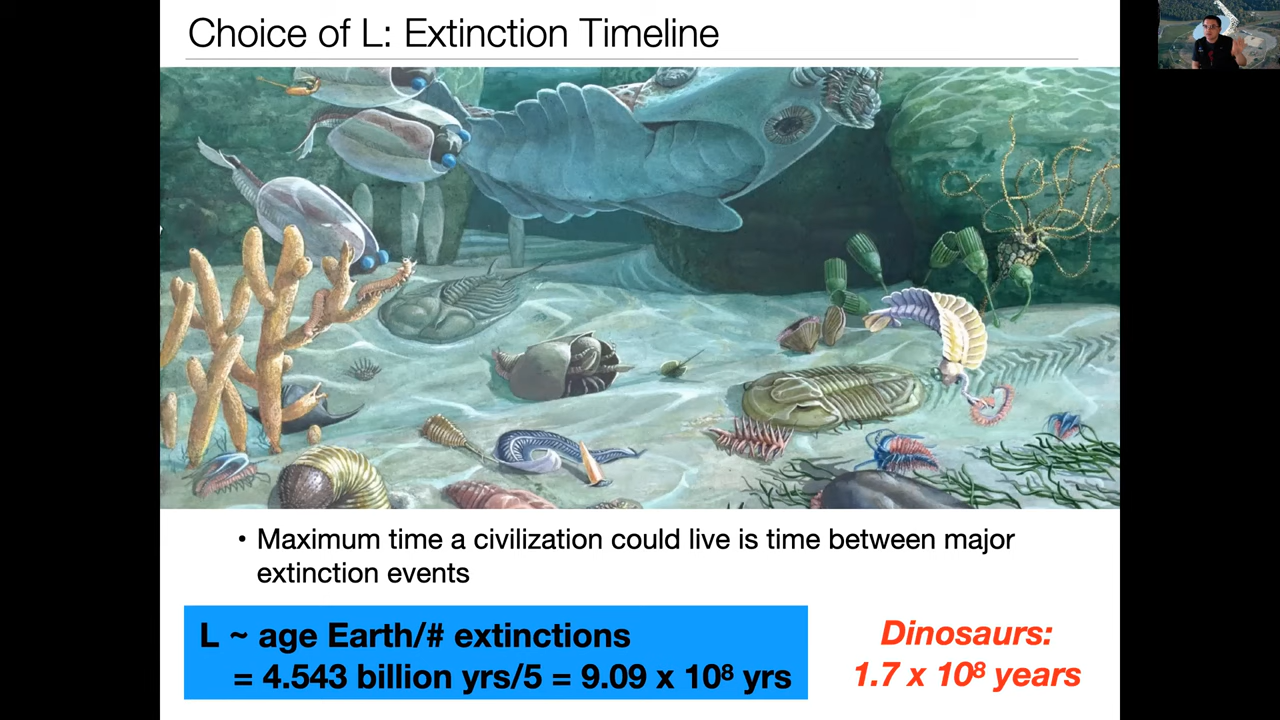 Choice of L: Extinction Timeline
• Maximum time a civilization could live is time between major
extinction events
L ~ age Earth/# extinctions
= 4.543 billion yrs/5 = 9.09 x 10⁸ yrs
Dinosaurs:
1.7 x 10⁸ years